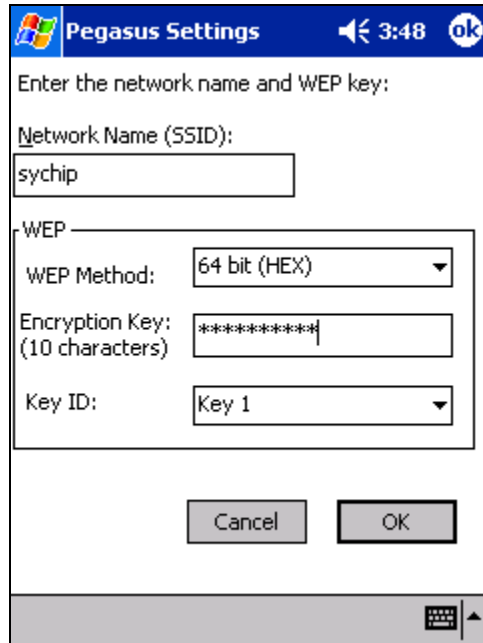 Pegasus Settings 3:48 ok
Enter the network name and WEP key:
Network Name (SSID):
sychip
WEP
WEP Method: 64 bit (HEX)
Encryption Key: **********
(10 characters)
Key ID: Key 1
Cancel OK